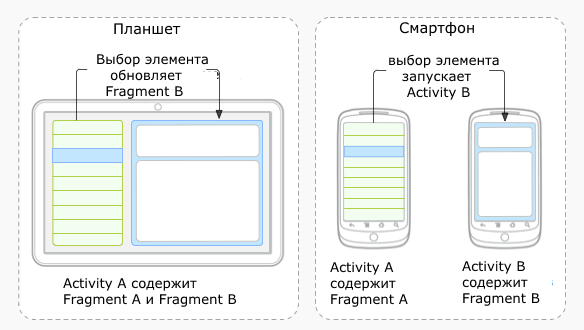 Планшет
Выбор элемента
обновляет
Fragment B
Activity A содержит
Fragment A и Fragment B
Смартфон
выбор элемента
запускает
Activity B
Activity A
содержит
Fragment A
Activity B
содержит
Fragment B